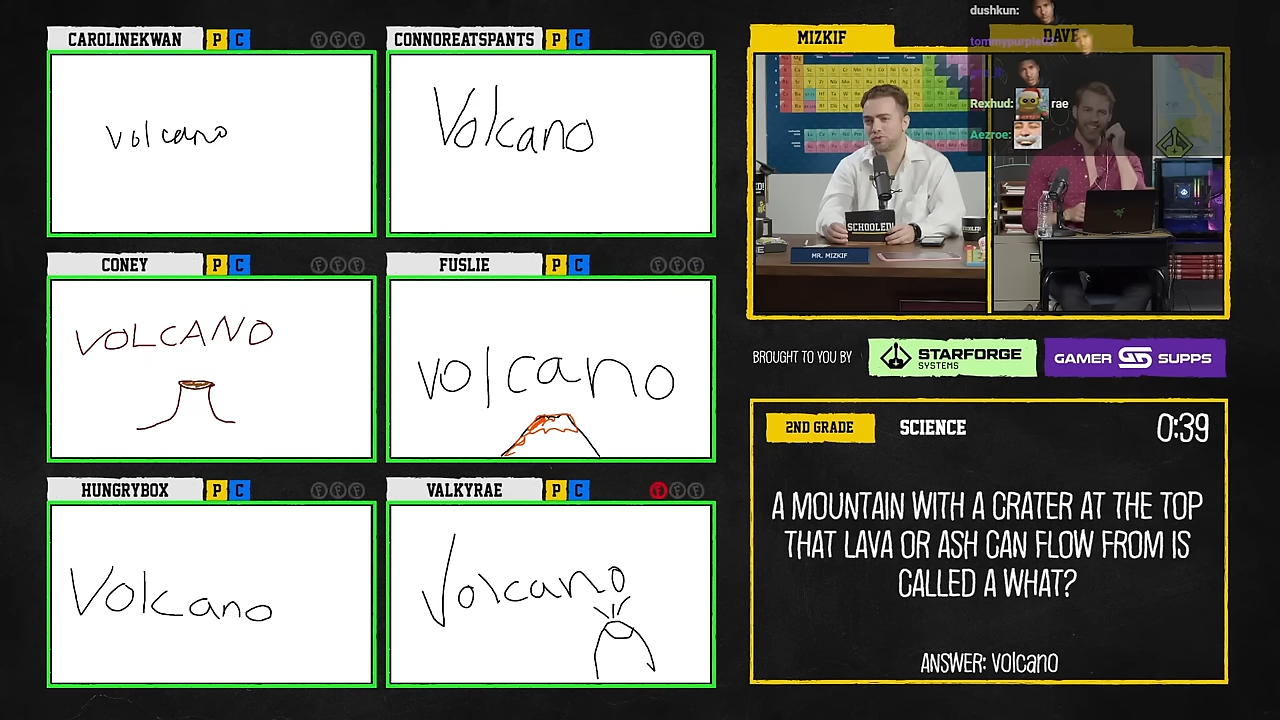 CAROLINEKWAN P C F F F
Volcano
CONNOREATSPANTS P C F F F
Volcano
CONEY P C F F F
VOLCANO
FUSLIE P C F F F
volcano
HUNGRYBOX P C F F F
Volcano
VALKYRAE P C F F F
Volcano
MIZKIF
DAVE
dushkun:
Rexhud: rae
Aezroe:
SCHOOLED!
MR. MIZKIF
BROUGHT TO YOU BY
STARFORGE
SYSTEMS
GAMER SUPPS
2ND GRADE SCIENCE 0:39
A MOUNTAIN WITH A CRATER AT THE TOP
THAT LAVA OR ASH CAN FLOW FROM IS
CALLED A WHAT?
ANSWER: volcano